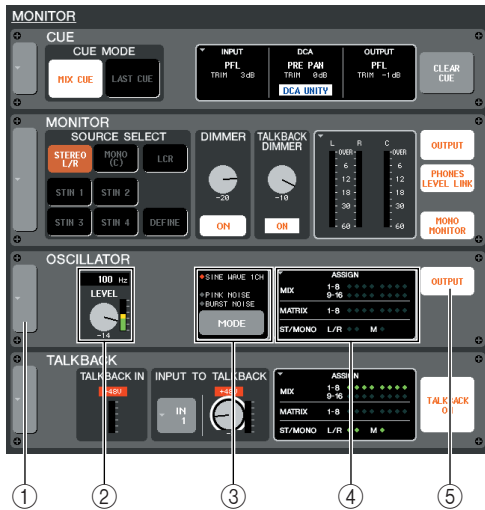 MONITOR
CUE
CUE MODE
MIX CUE
LAST CUE
INPUT
PFL
TRIM 3dB
DCA
PRE PAN
TRIM 0dB
DCA UNITY
OUTPUT
PFL
TRIM -1dB
CLEAR
CUE
MONITOR
SOURCE SELECT
STEREO
L/R
MONO
(C)
LCR
STIN 1
STIN 2
STIN 3
STIN 4
DEFINE
DIMMER
-20
ON
TALKBACK
DIMMER
-10
ON
L R C
-OVER- -OVER-
6 6
12 12
18 18
30 30
60 60
OUTPUT
PHONES
LEVEL LINK
MONO
MONITOR
OSCILLATOR
100 Hz
LEVEL
-14
SINE WAVE 1CH
PINK NOISE
BURST NOISE
MODE
ASSIGN
MIX 1-8
9-16
MATRIX 1-8
ST/MONO L/R M
OUTPUT
TALKBACK
TALKBACK IN
+48V
INPUT TO TALKBACK
IN
1
+48V
ASSIGN
MIX 1-8
9-16
MATRIX 1-8
ST/MONO L/R M
TALKBACK
ON
1 2 3 4 5